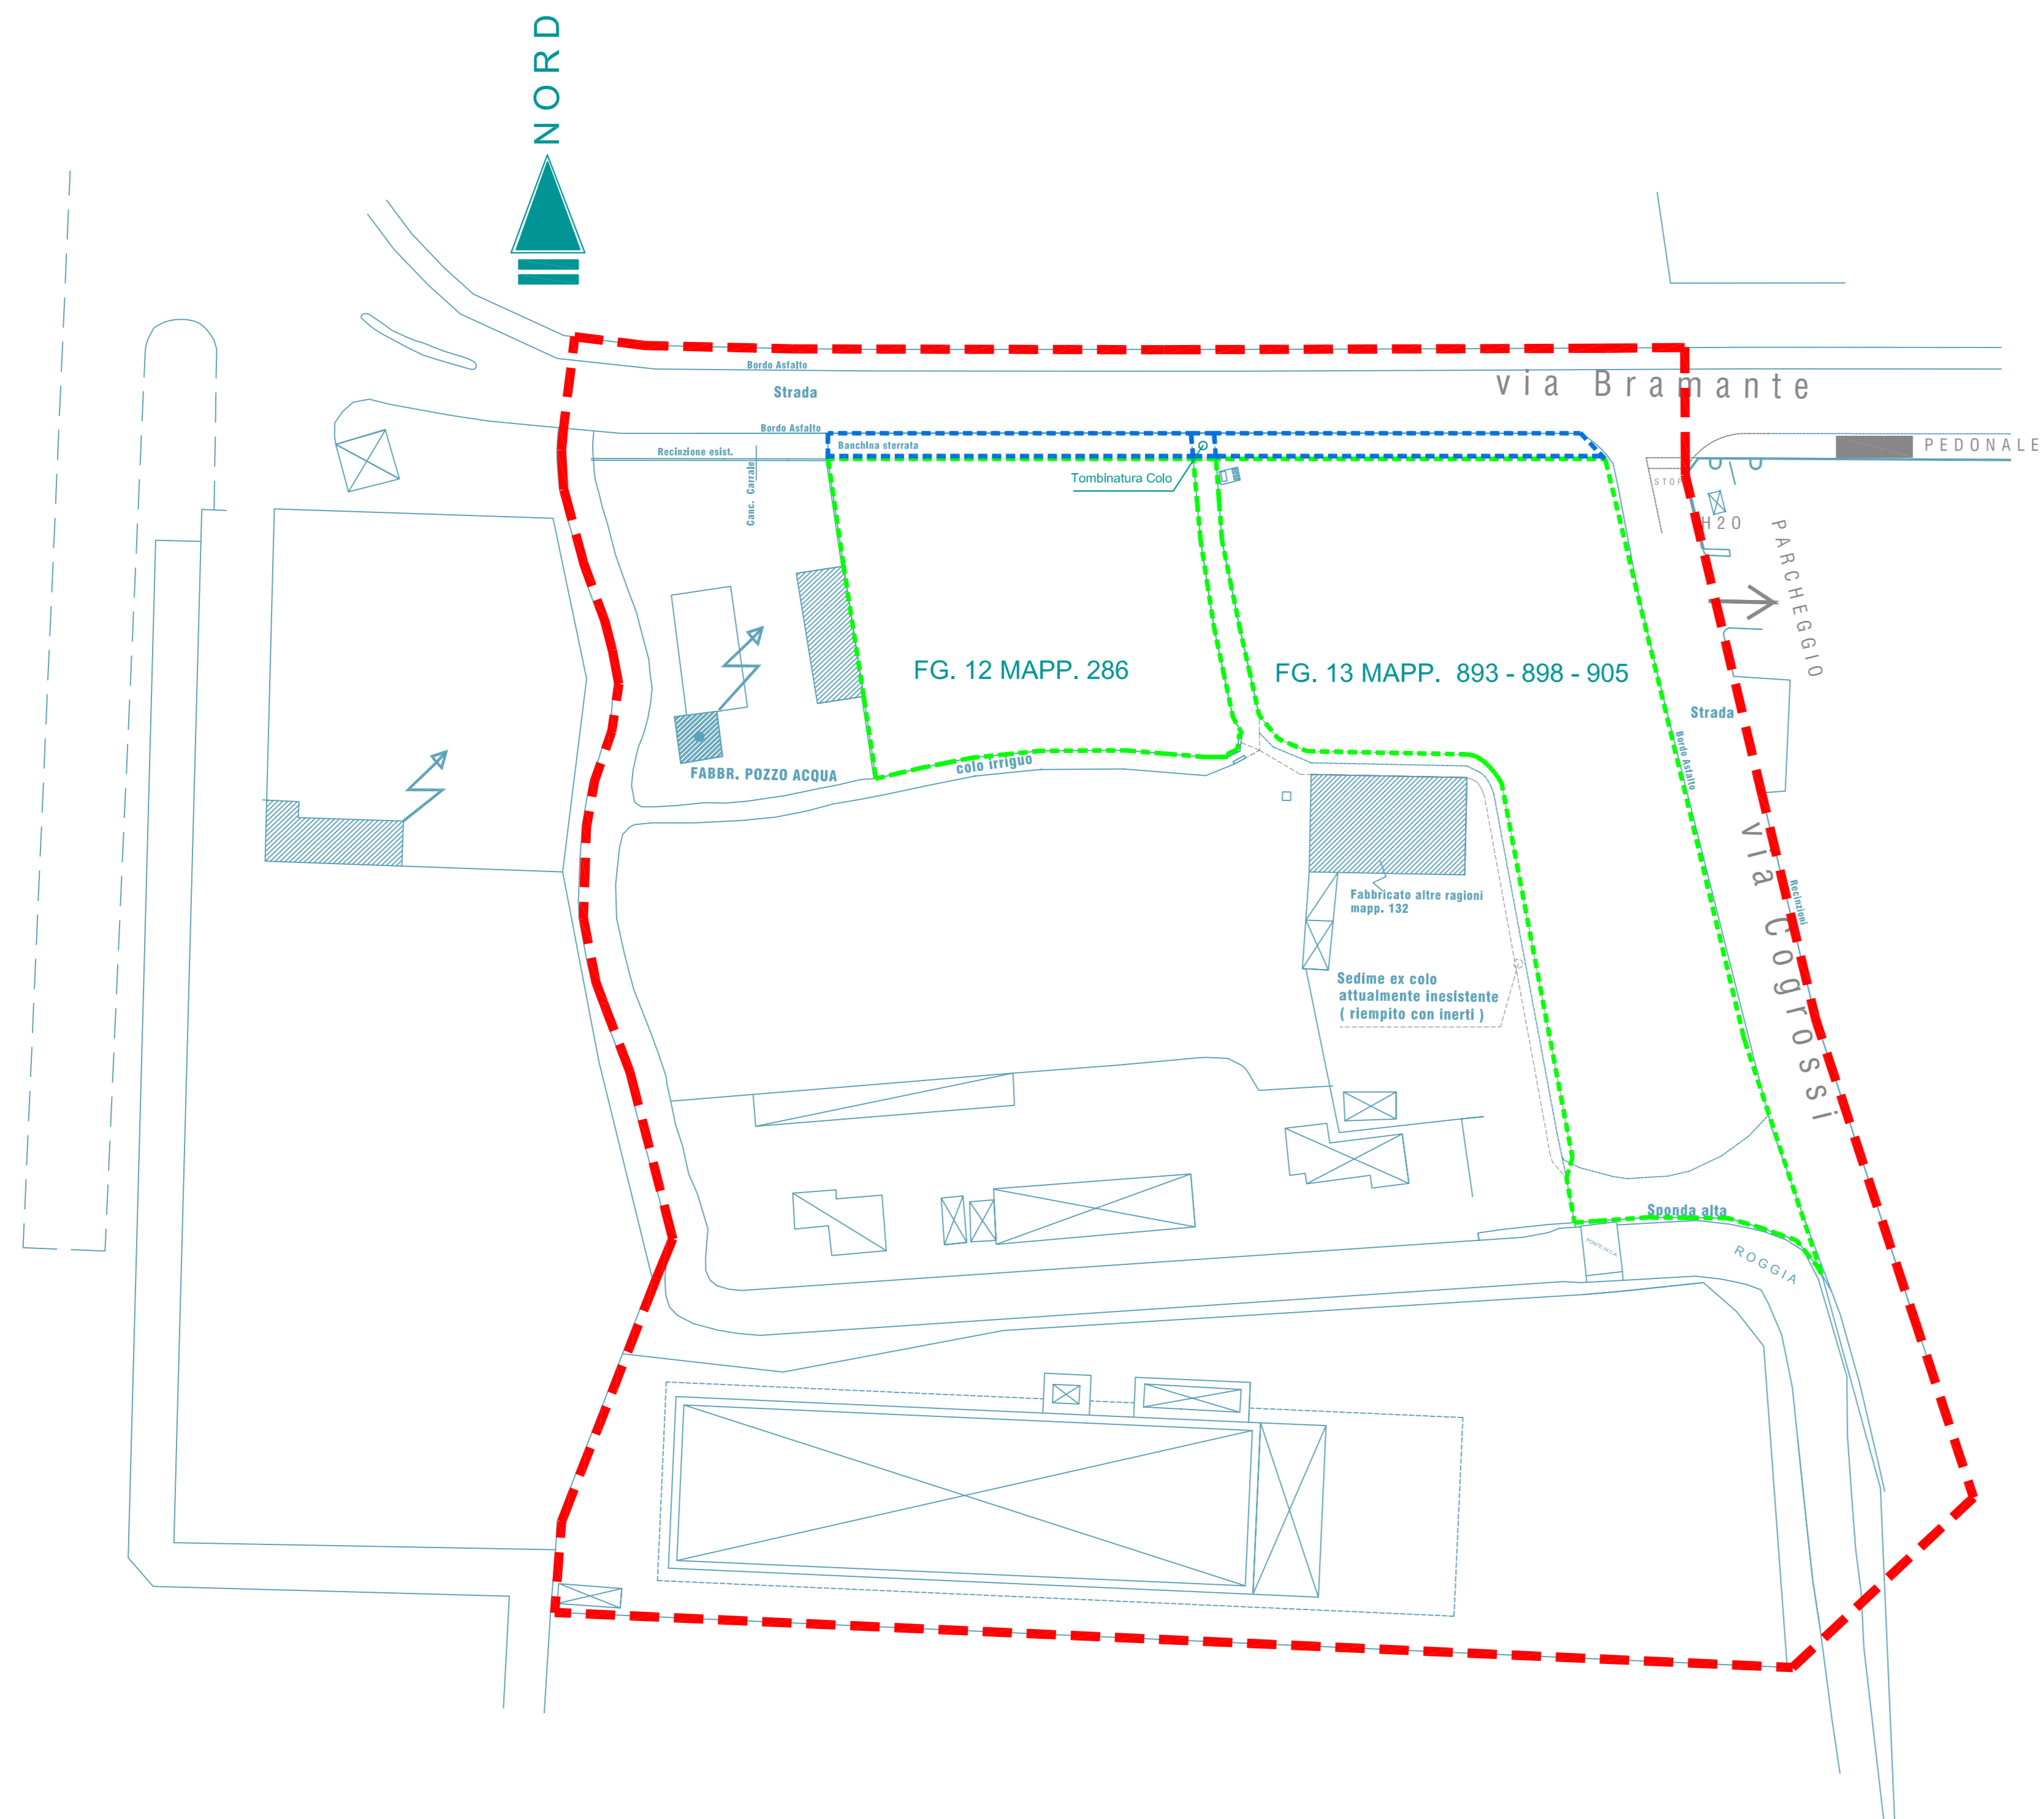 NORD
Bordo Asfalto
Strada
via Bramante
Bordo Asfalto
Banchina sterrata
PEDONALE
Recinzione esist.
Canc. Carrale
Tombinatura Colo
STOP
H2O
PARCHEGGIO
FG. 12 MAPP. 286
FG. 13 MAPP. 893 - 898 - 905
Strada
Bordo Asfalto
FABBR. POZZO ACQUA
colo irriguo
via Cogrossi
Recinzioni
Fabbricato altre ragioni
mapp. 132
Sedime ex colo
attualmente inesistente
( riempito con inerti )
Sponda alta
PONTE IN C.A.
ROGGIA